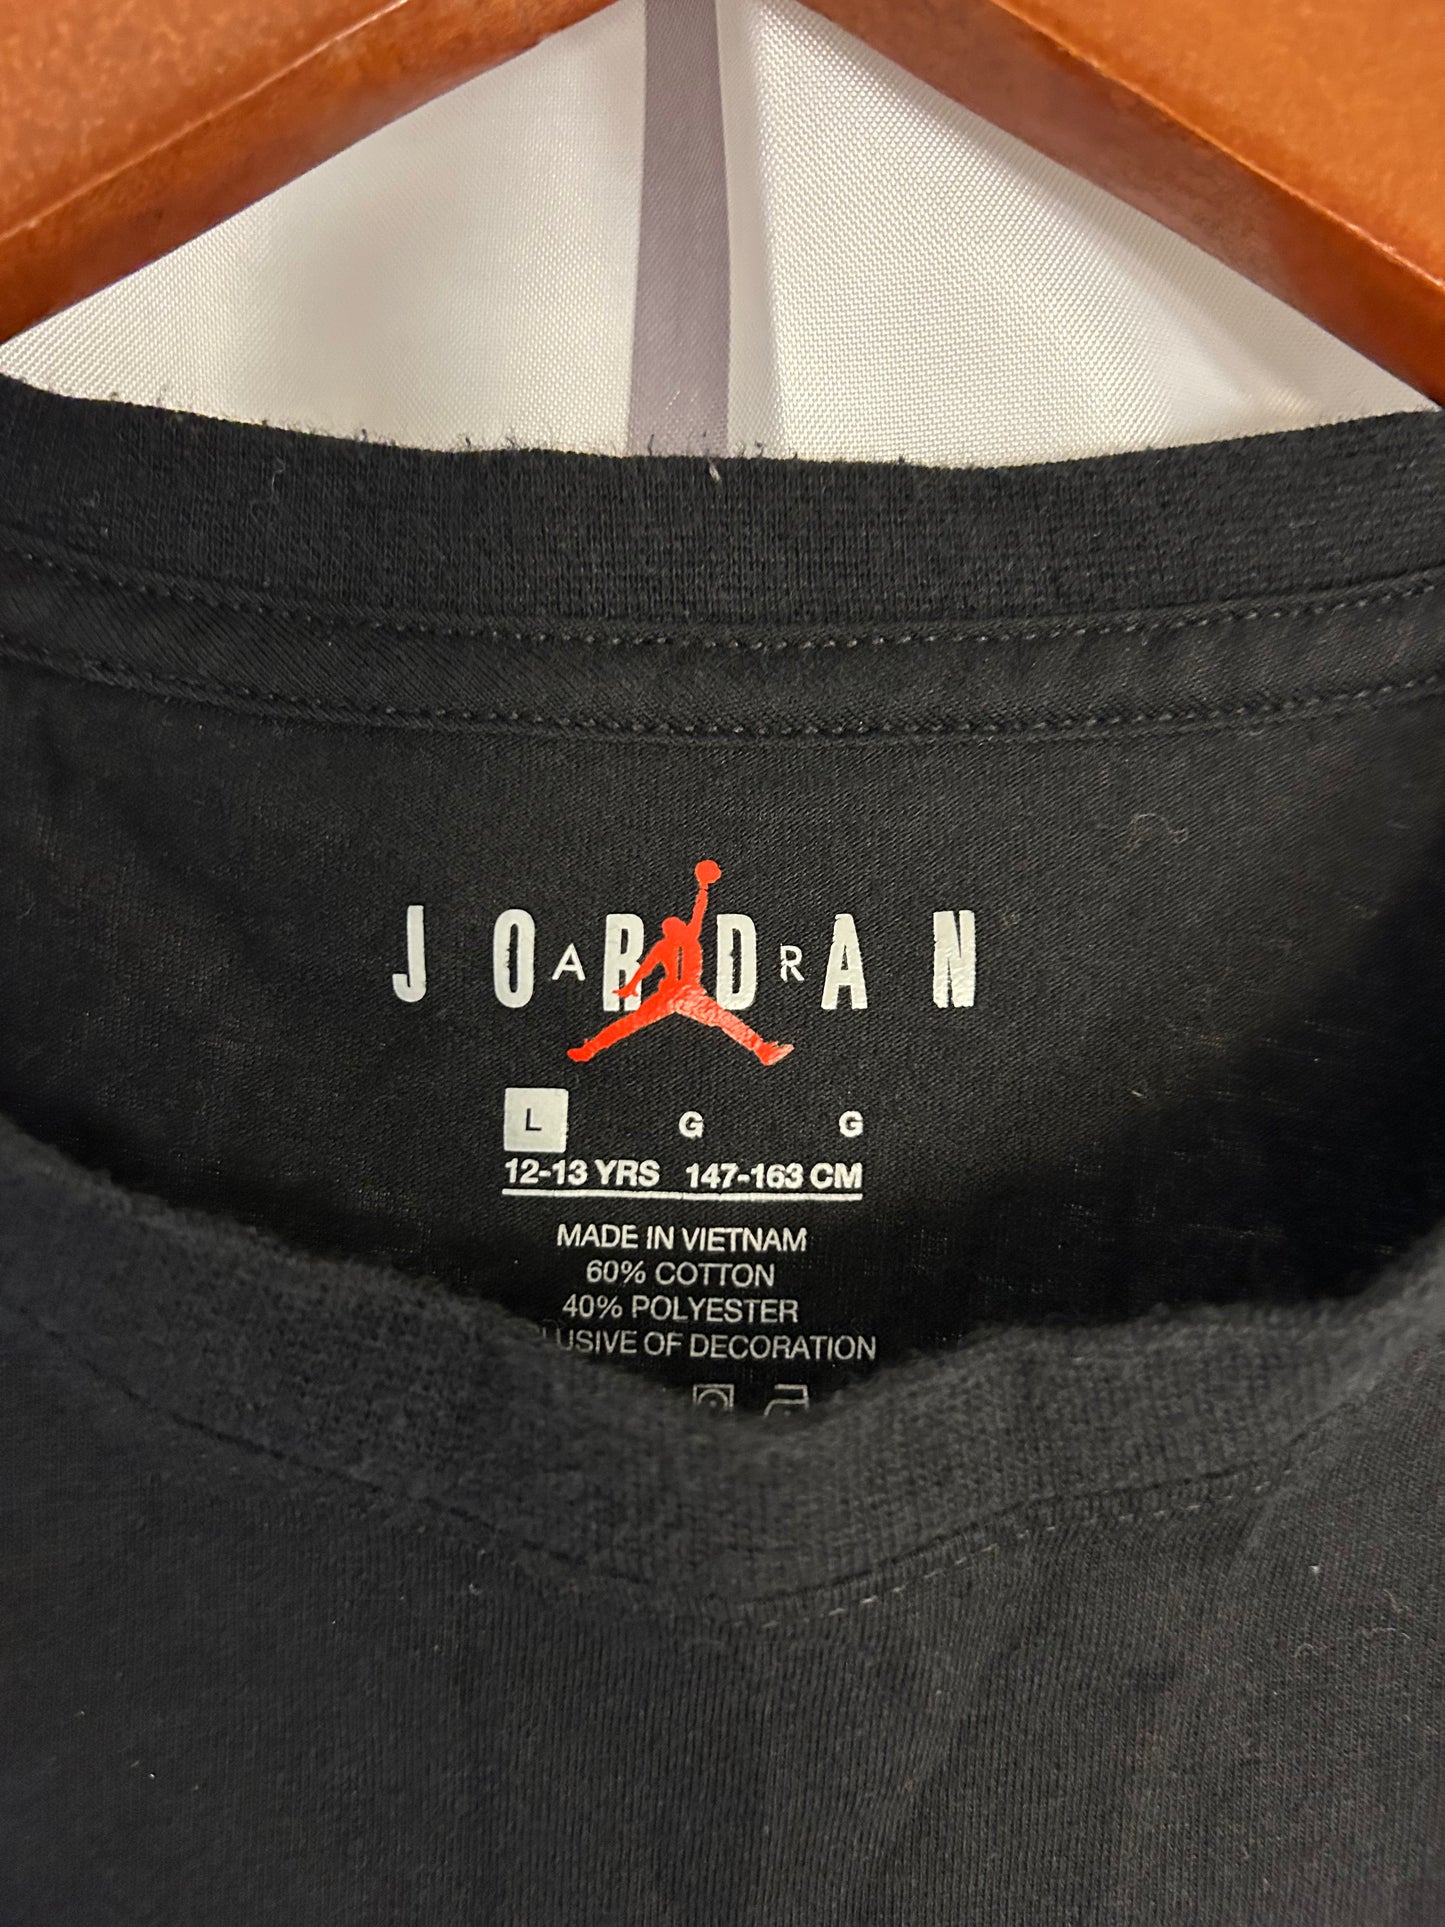 JORDAN
AIR
L G G
12-13 YRS 147-163 CM
MADE IN VIETNAM
60% COTTON
40% POLYESTER
OF DECORATION